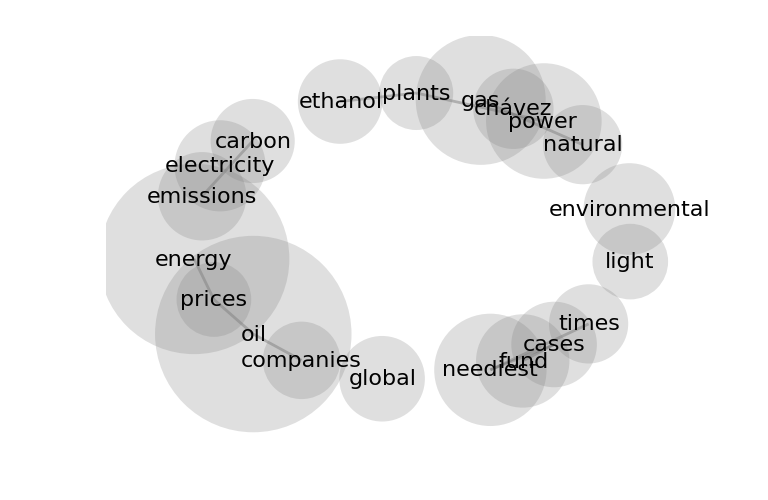 plants
ethanol
gas
chávez
power
carbon
natural
electricity
emissions
environmental
energy
light
prices
times
oil
cases
companies
fund
neediest
global